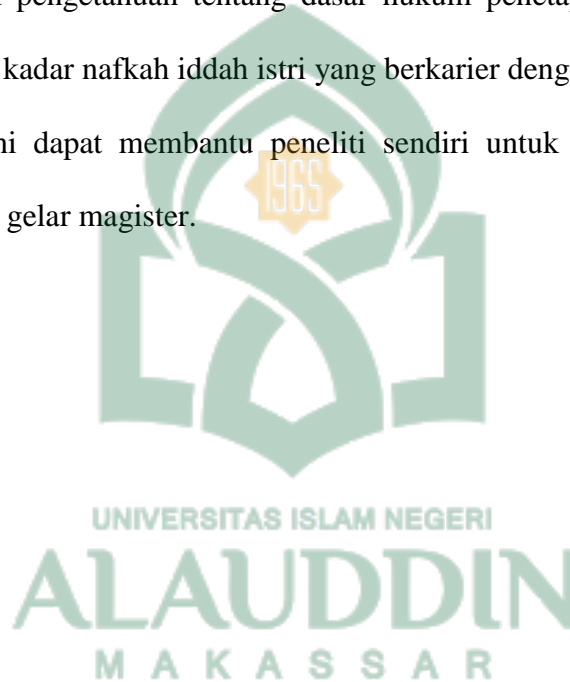 pengetahuan tentang dasar hukum
kadar nafkah iddah istri yang berkarier
dapat membantu peneliti sendiri untuk
gelar magister.
1965
UNIVERSITAS ISLAM NEGERI
ALAUDDIN
MAKASSAR